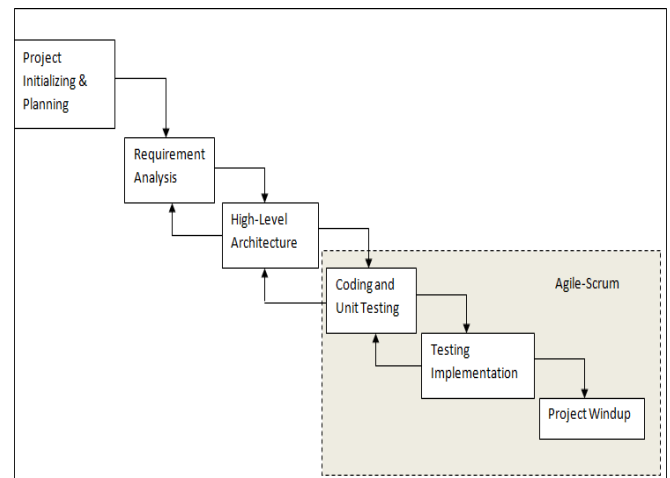 Project
Initializing &
Planning
Requirement
Analysis
High-Level
Architecture
Agile-Scrum
Coding and
Unit Testing
Testing
Implementation
Project Windup